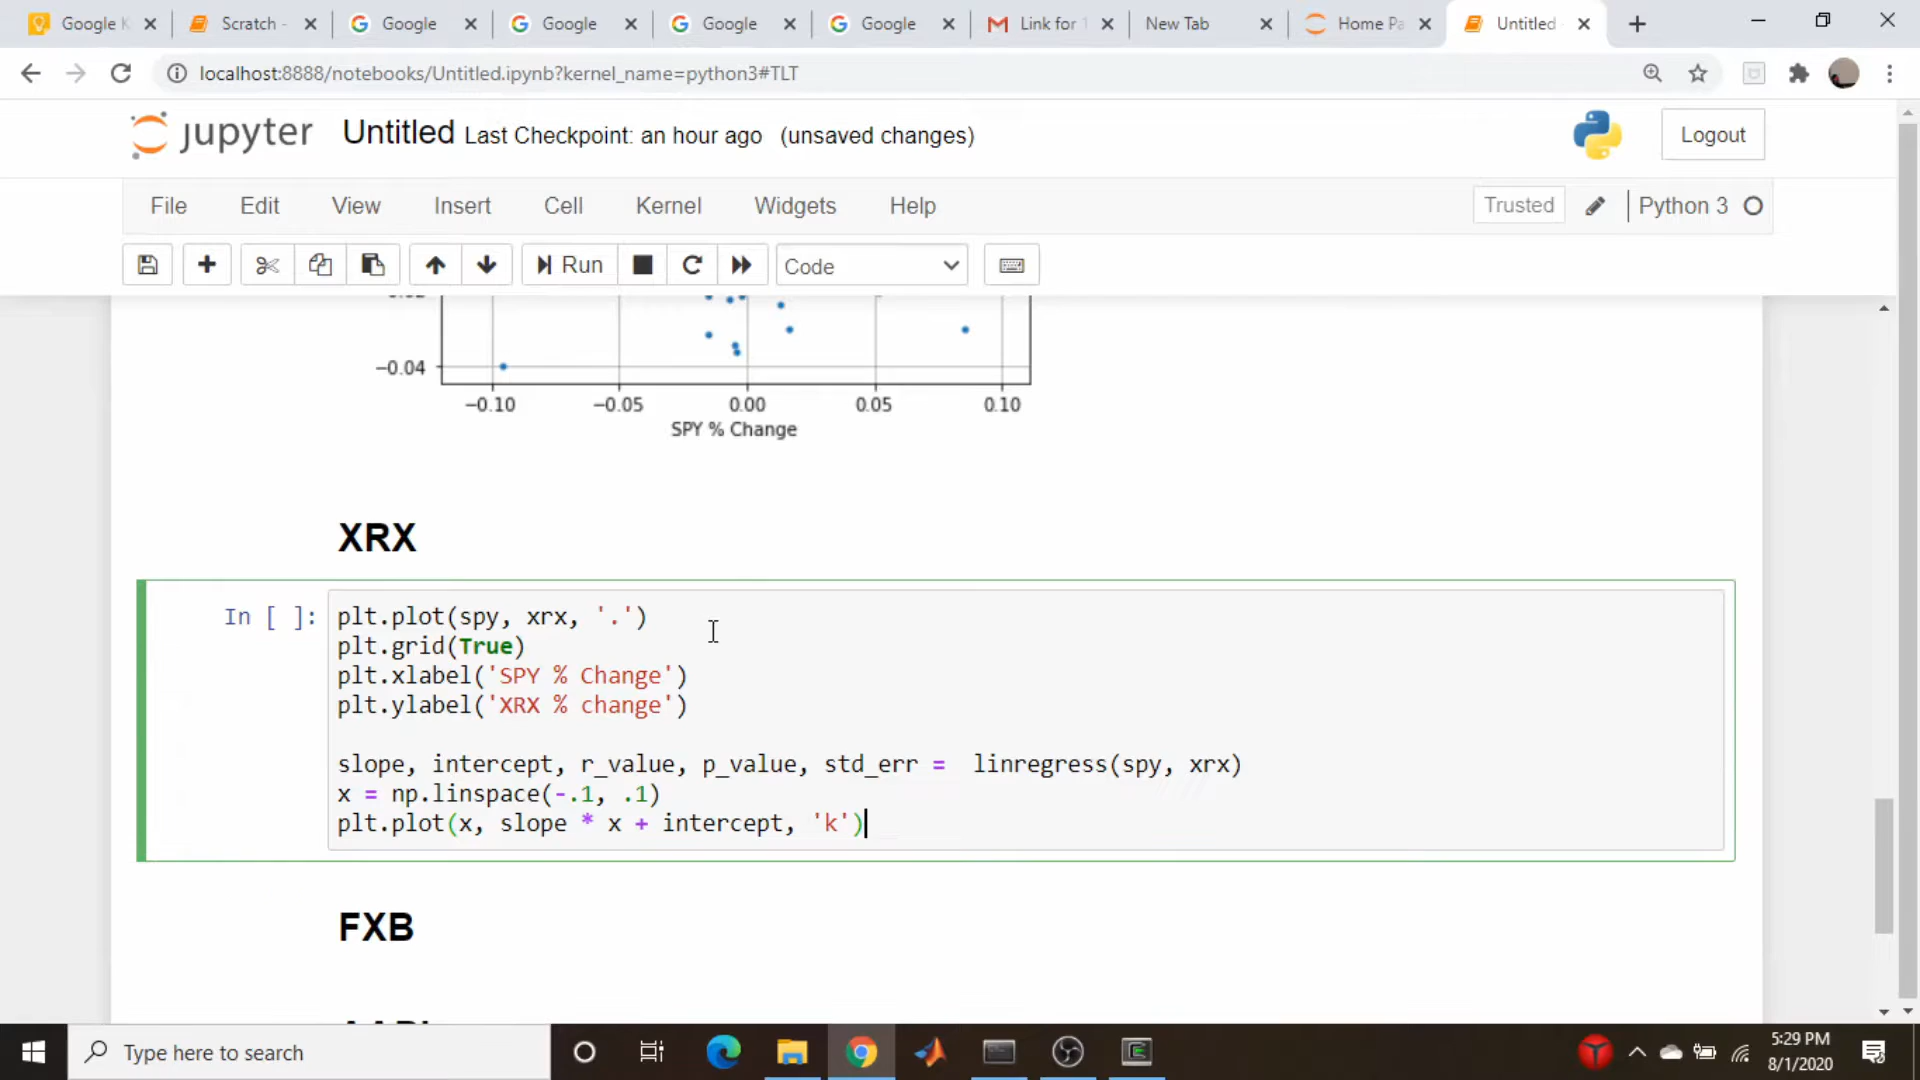 Google K
Scratch -
Google
Google
Google
Google
Link for 1
New Tab
Home Pa
Untitled
localhost:8888/notebooks/Untitled.ipynb?kernel_name=python3#TLT
jupyter Untitled Last Checkpoint: an hour ago (unsaved changes)
Logout
File Edit View Insert Cell Kernel Widgets Help
Trusted Python 3
Run Code
−0.04
−0.10 −0.05 0.00 0.05 0.10
SPY % Change
XRX
In [ ]:
plt.plot(spy, xrx, '.')
plt.grid(True)
plt.xlabel('SPY % Change')
plt.ylabel('XRX % change')
slope, intercept, r_value, p_value, std_err =  linregress(spy, xrx)
x = np.linspace(-.1, .1)
plt.plot(x, slope * x + intercept, 'k')
FXB
Type here to search
5:29 PM
8/1/2020